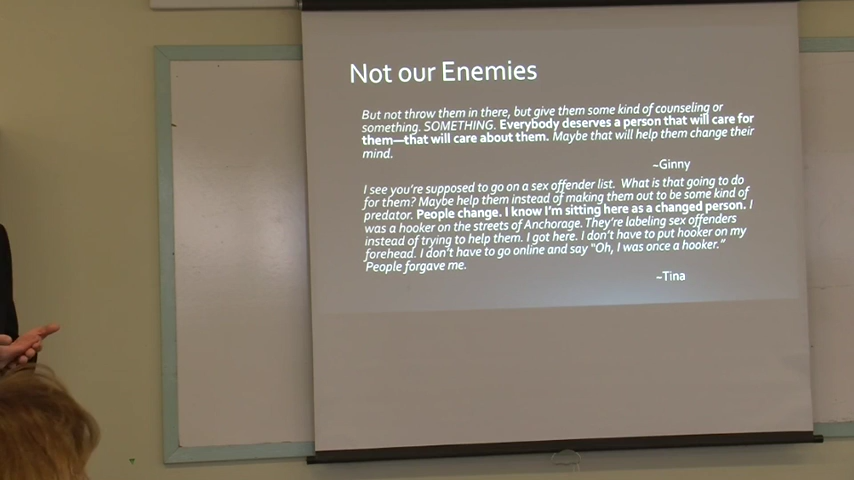 Not our Enemies
But not throw them in there, but give them some kind of counseling or
something. SOMETHING. Everybody deserves a person that will care for
them—that will care about them. Maybe that will help them change their
mind.
~Ginny
I see you're supposed to go on a sex offender list. What is that going to do
for them? Maybe help them instead of making them out to be some kind of
predator. People change. I know I'm sitting here as a changed person. I
was a hooker on the streets of Anchorage. They're labeling sex offenders
instead of trying to help them. I got here. I don't have to put hooker on my
forehead. I don't have to go online and say "Oh, I was once a hooker."
People forgave me.
~Tina